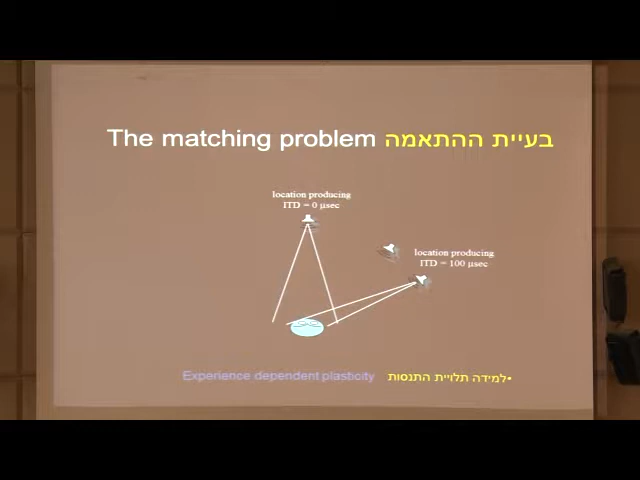 The matching problem בעיית ההתאמה
location producing
ITD = 0 µsec
location producing
ITD = 100 µsec
Experience dependent plasticity למידה תלויית התנסות•